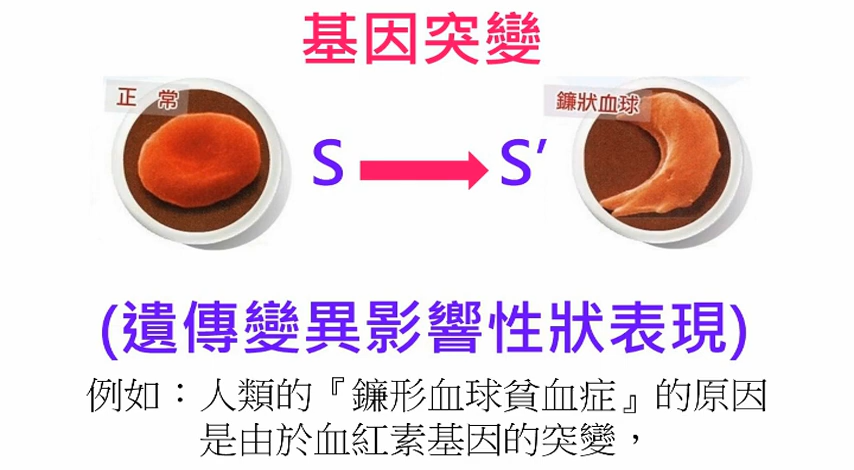 基因突變
正 常
鐮狀血球
S
S’
(遺傳變異影響性狀表現)
例如：人類的『鐮形血球貧血症』的原因
是由於血紅素基因的突變，